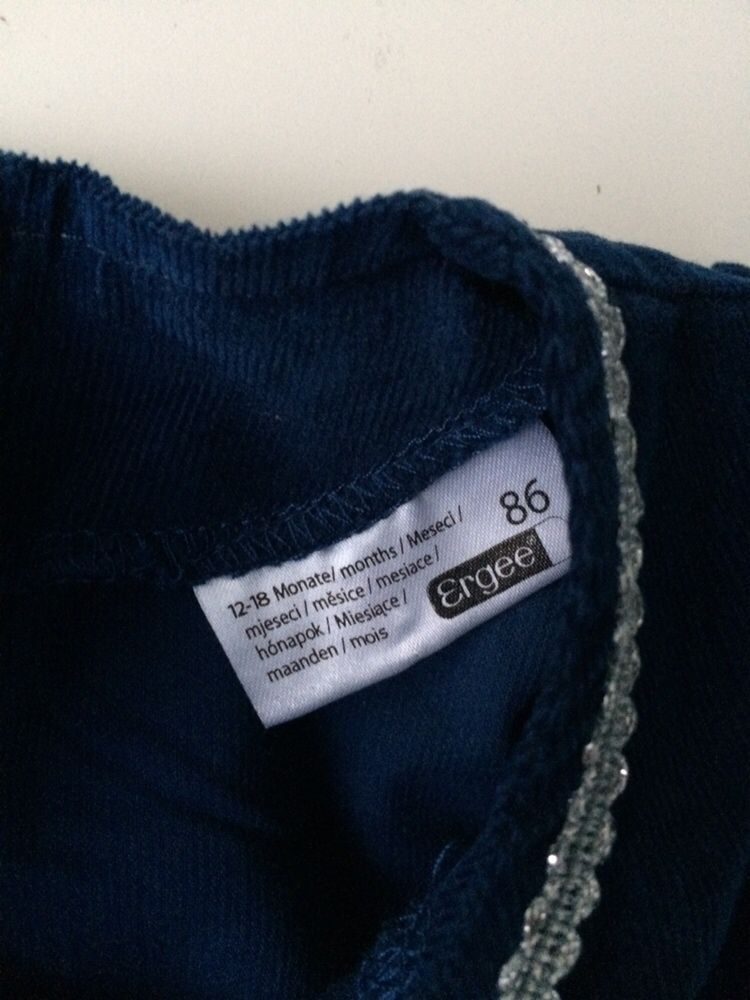 86
Ergee
12-18 Monate/ months / Meseci /
mjeseci / měsíce / mesiace /
hónapok / Miesiące /
maanden / mois